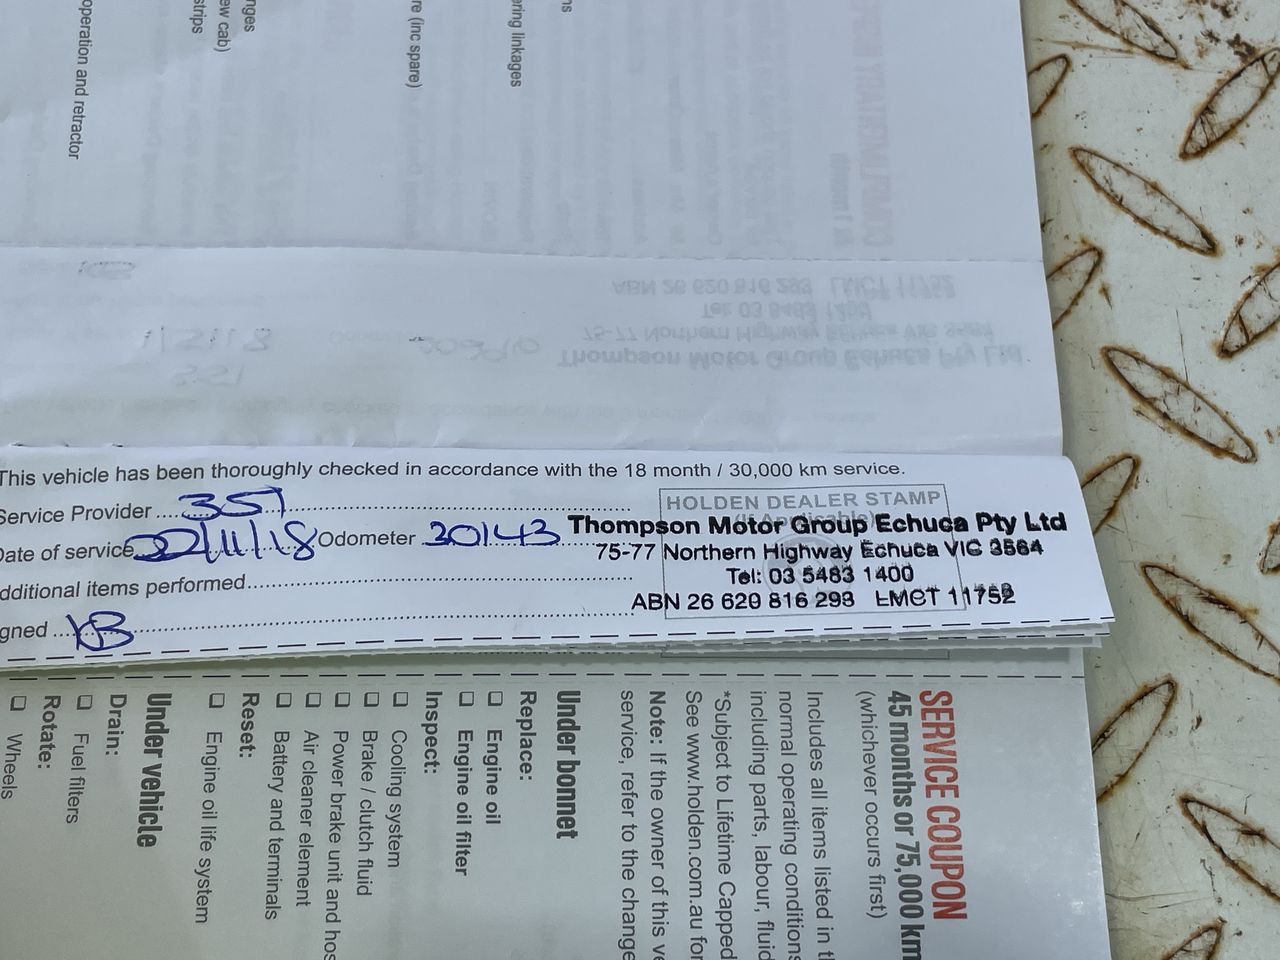 operation and retractor
strips
ew cab)
nges
re (inc spare)
ering linkages
ns
This vehicle has been thoroughly checked in accordance with the 18 month / 30,000 km service.
Service Provider 351
Date of service 22/11/18 Odometer 30143
dditional items performed
gned KB
HOLDEN DEALER STAMP
(If Applicable)
Thompson Motor Group Echuca Pty Ltd
75-77 Northern Highway Echuca VIC 3564
Tel: 03 5483 1400
ABN 26 620 816 293 LMCT 11752
SERVICE COUPON
45 months or 75,000 km
(whichever occurs first)
Includes all items listed in th
normal operating conditions
including parts, labour, fluid
*Subject to Lifetime Capped
See www.holden.com.au for
Note: If the owner of this ve
service, refer to the change
Under bonnet
Replace:
☐ Engine oil
☐ Engine oil filter
Inspect:
☐ Cooling system
☐ Brake / clutch fluid
☐ Power brake unit and hos
☐ Air cleaner element
☐ Battery and terminals
Reset:
☐ Engine oil life system
Under vehicle
Drain:
☐ Fuel filters
Rotate:
☐ Wheels